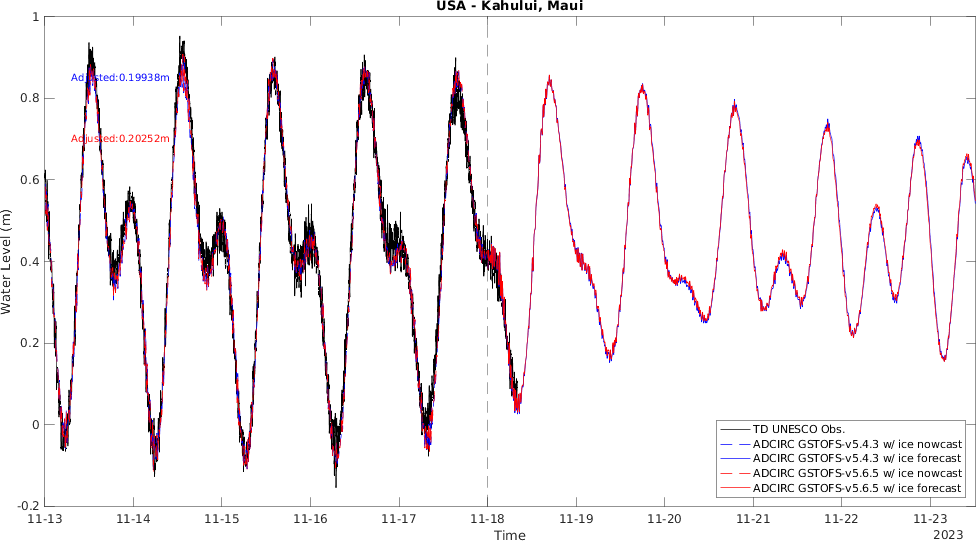 USA - Kahului, Maui
Water Level (m)
1
0.8
0.6
0.4
0.2
0
-0.2
Adjusted:0.19938m
Adjusted:0.20252m
TD UNESCO Obs.
ADCIRC GSTOFS-v5.4.3 w/ ice nowcast
ADCIRC GSTOFS-v5.4.3 w/ ice forecast
ADCIRC GSTOFS-v5.6.5 w/ ice nowcast
ADCIRC GSTOFS-v5.6.5 w/ ice forecast
11-13 11-14 11-15 11-16 11-17 11-18 11-19 11-20 11-21 11-22 11-23
Time
2023